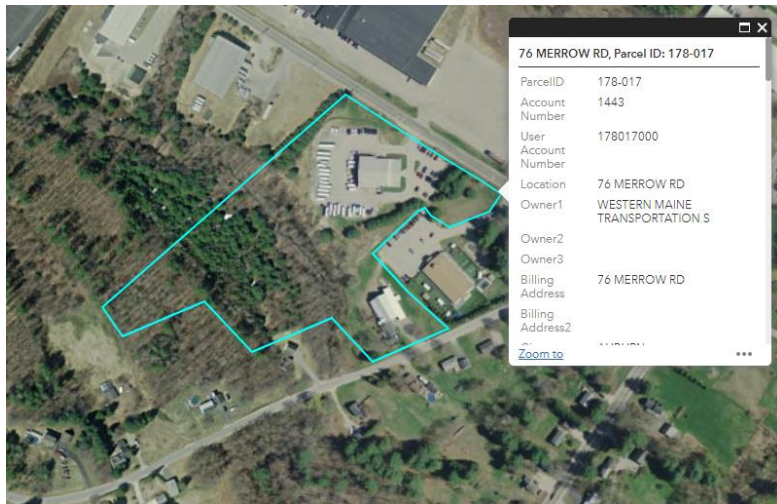 76 MERROW RD, Parcel ID: 178-017
ParcelID 178-017
Account 1443
Number
User 178017000
Account
Number
Location 76 MERROW RD
Owner1 WESTERN MAINE
TRANSPORTATION S
Owner2
Owner3
Billing 76 MERROW RD
Address
Billing
Address2
Zoom to